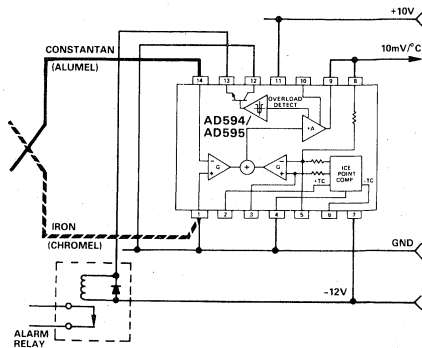 +10V
CONSTANTAN
(ALUMEL)
10mV/°C
14 13 12 11 10 9 8
OVERLOAD
DETECT
AD594/
AD595
+A
G
+
G
ICE
POINT
COMP
+TC
-TC
1 2 3 4 5 6 7
IRON
(CHROMEL)
GND
-12V
ALARM
RELAY